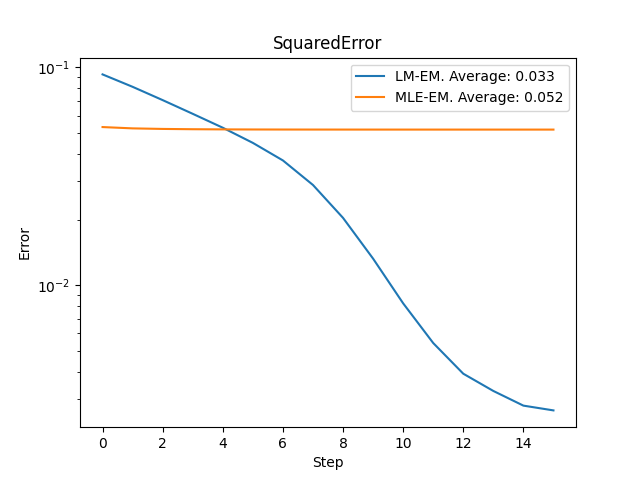 SquaredError
LM-EM. Average: 0.033
MLE-EM. Average: 0.052
Error
10⁻¹
10⁻²
0 2 4 6 8 10 12 14
Step